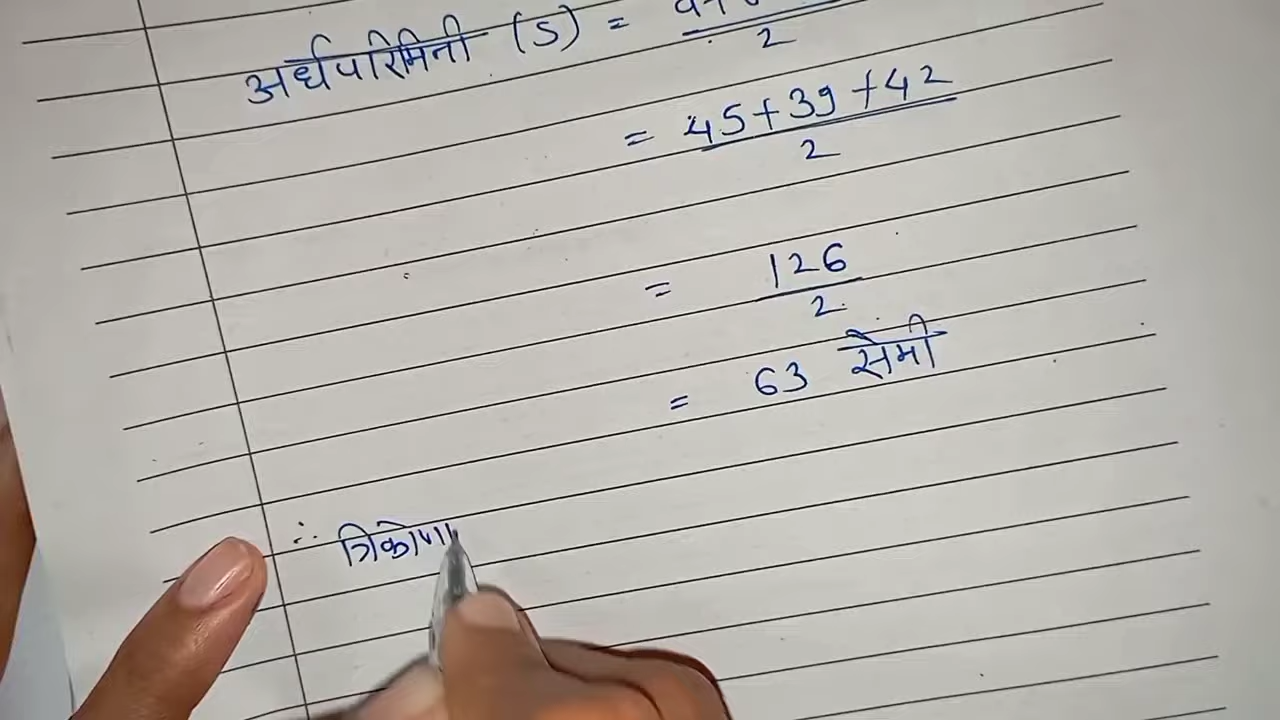 अर्धपरिमिती (S) = /2
= 45+39+42/2
= 126/2
= 63 सेमी
∴ त्रिकोणा